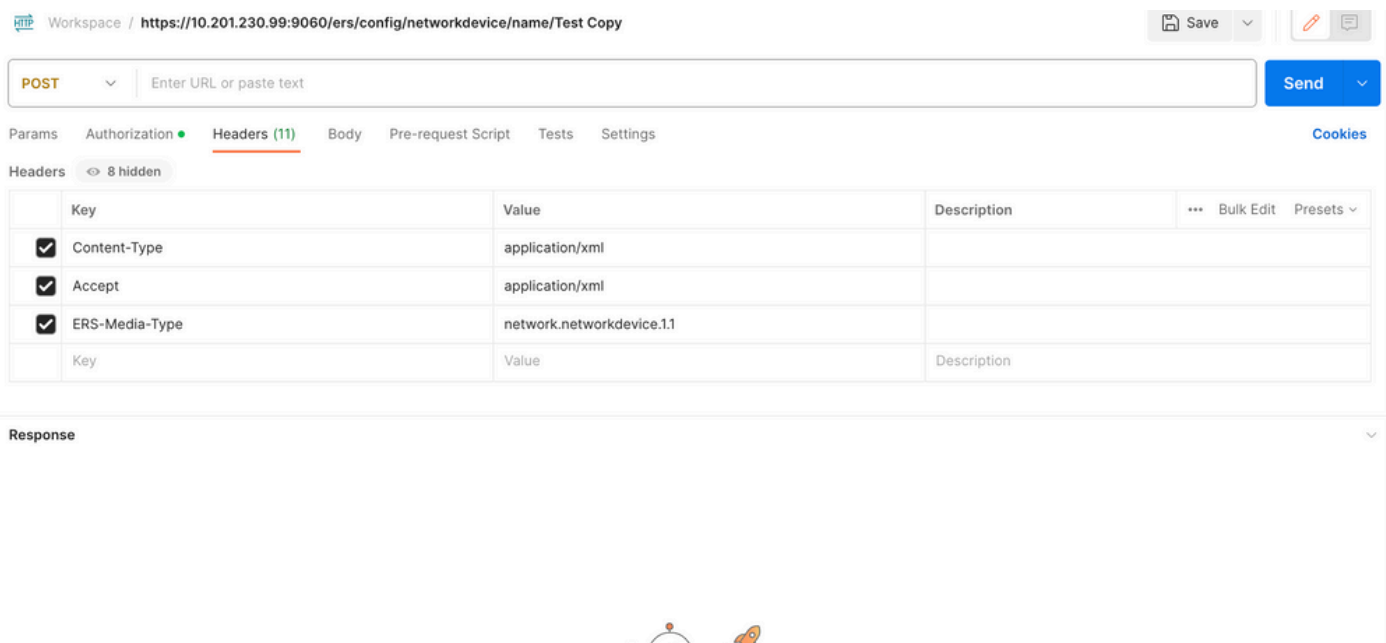 HTTP Workspace / https://10.201.230.99:9060/ers/config/networkdevice/name/Test Copy Save
POST Enter URL or paste text Send
Params Authorization Headers (11) Body Pre-request Script Tests Settings Cookies
Headers 8 hidden
Key Value Description ••• Bulk Edit Presets
Content-Type application/xml
Accept application/xml
ERS-Media-Type network.networkdevice.1.1
Key Value Description
Response